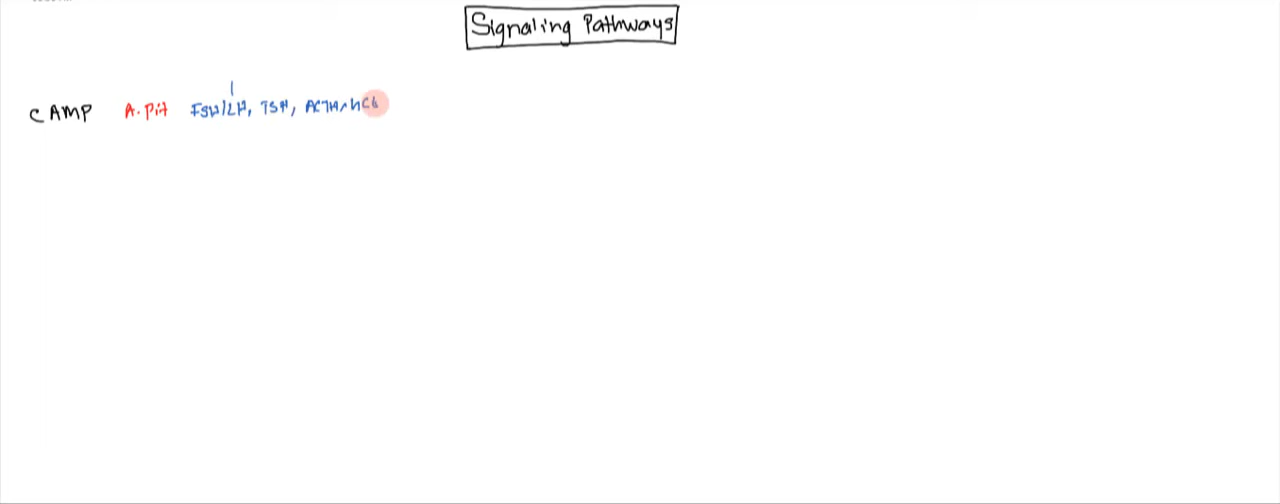 Signaling Pathways
cAMP A. Pit FSH/LH, TSH, ACTH, hCG